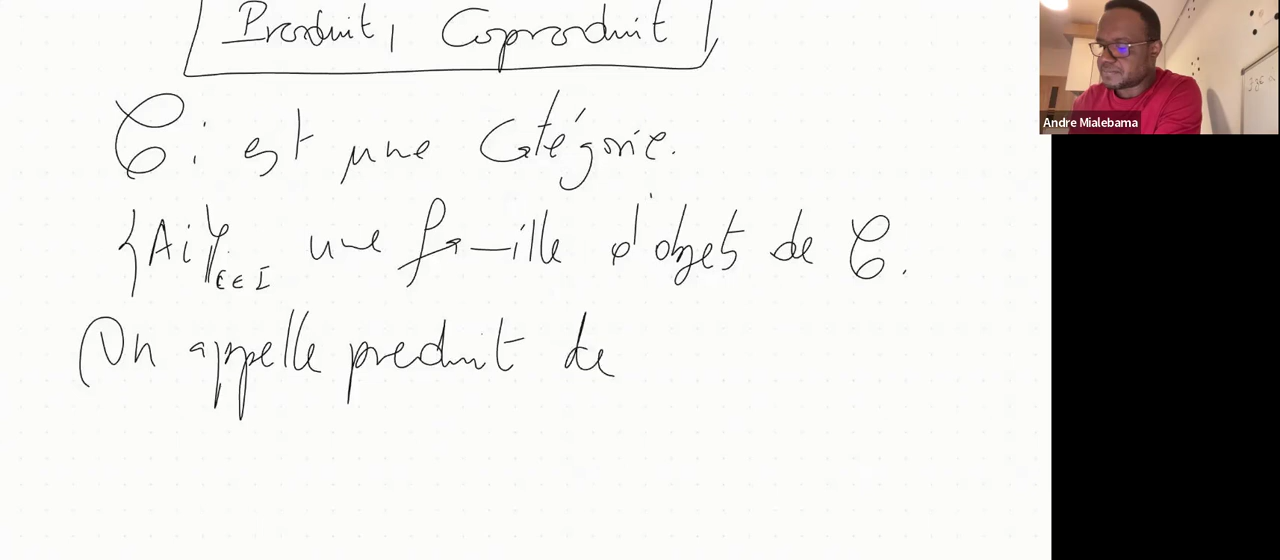 Produit, Coproduit
Andre Mialebama
𝒞 : est une catégorie.
{Ai}i∈I une famille d'objets de 𝒞.
On appelle produit de